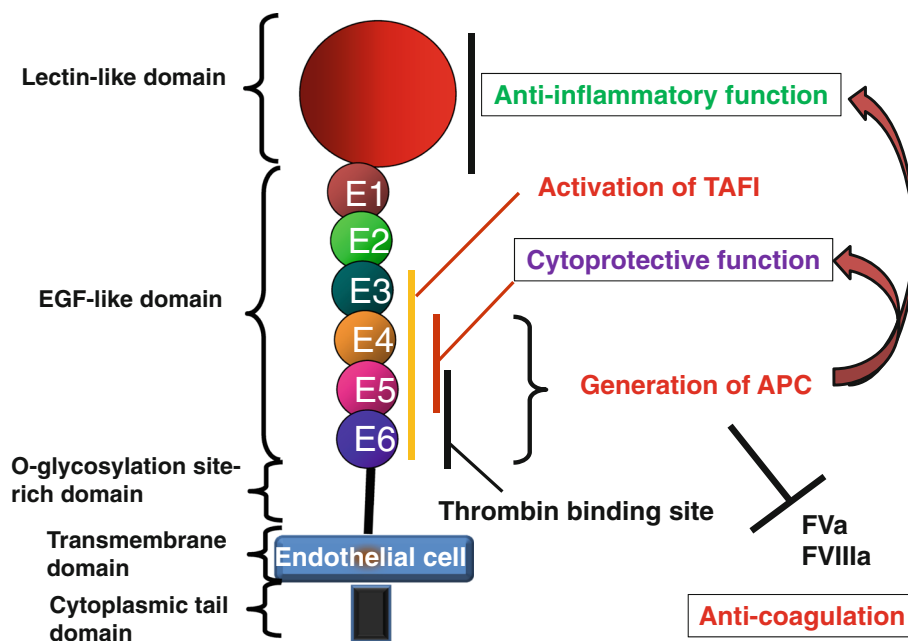 Lectin-like domain
Anti-inflammatory function
E1
Activation of TAFI
E2
Cytoprotective function
EGF-like domain
E3
E4
E5
Generation of APC
E6
O-glycosylation site-
rich domain
Thrombin binding site
FVa
FVIIIa
Transmembrane
domain
Endothelial cell
Cytoplasmic tail
domain
Anti-coagulation